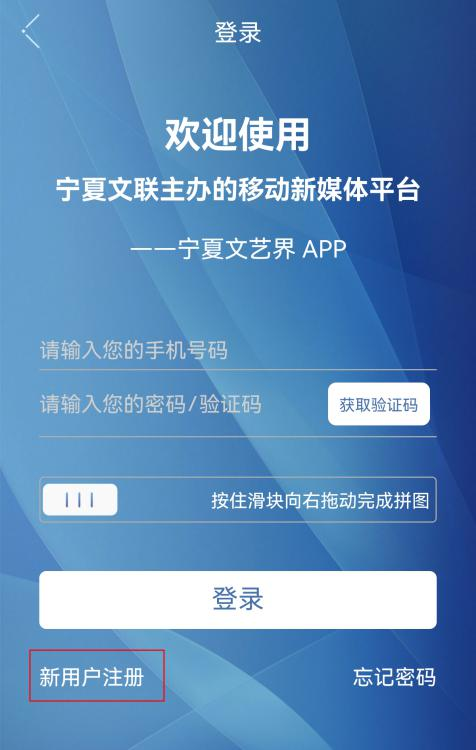 登录
欢迎使用
宁夏文联主办的移动新媒体平台
——宁夏文艺界 APP
请输入您的手机号码
请输入您的密码/验证码 获取验证码
按住滑块向右拖动完成拼图
登录
新用户注册 忘记密码